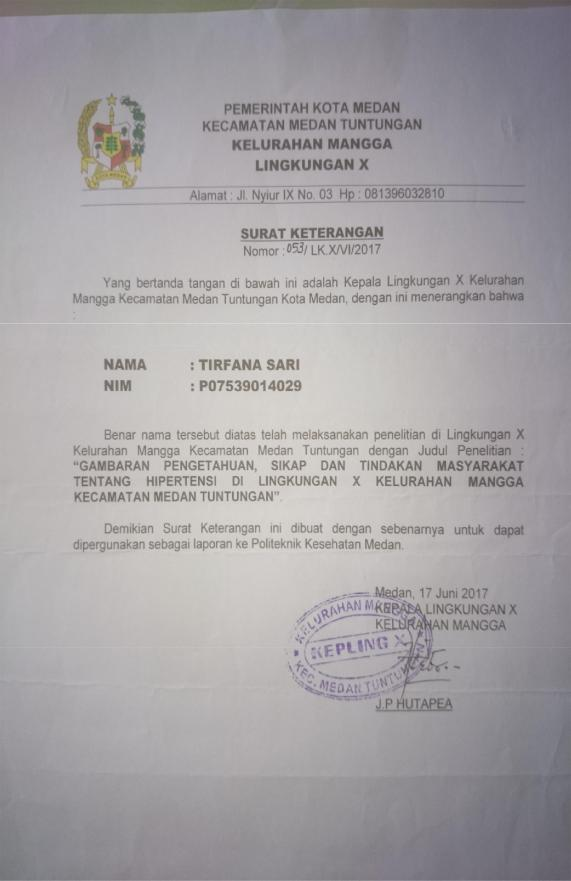 PEMERINTAH KOTA MEDAN
KECAMATAN MEDAN TUNTUNGAN
KELURAHAN MANGGA
LINGKUNGAN X
KOTA MEDAN
Alamat : Jl. Nyiur IX No. 03 Hp : 081396032810
SURAT KETERANGAN
Nomor : 053/ LK.X/VI/2017
Yang bertanda tangan di bawah ini adalah Kepala Lingkungan X Kelurahan
Mangga Kecamatan Medan Tuntungan Kota Medan, dengan ini menerangkan bahwa
:
NAMA : TIRFANA SARI
NIM : P07539014029
Benar nama tersebut diatas telah melaksanakan penelitian di Lingkungan X
Kelurahan Mangga Kecamatan Medan Tuntungan dengan Judul Penelitian :
“GAMBARAN PENGETAHUAN, SIKAP DAN TINDAKAN MASYARAKAT
TENTANG HIPERTENSI DI LINGKUNGAN X KELURAHAN MANGGA
KECAMATAN MEDAN TUNTUNGAN”.
Demikian Surat Keterangan ini dibuat dengan sebenarnya untuk dapat
dipergunakan sebagai laporan ke Politeknik Kesehatan Medan.
Medan, 17 Juni 2017
KEPALA LINGKUNGAN X
KELURAHAN MANGGA
KELURAHAN
KEPLING X
KEC. MEDAN TUNTUNGAN
J.P HUTAPEA